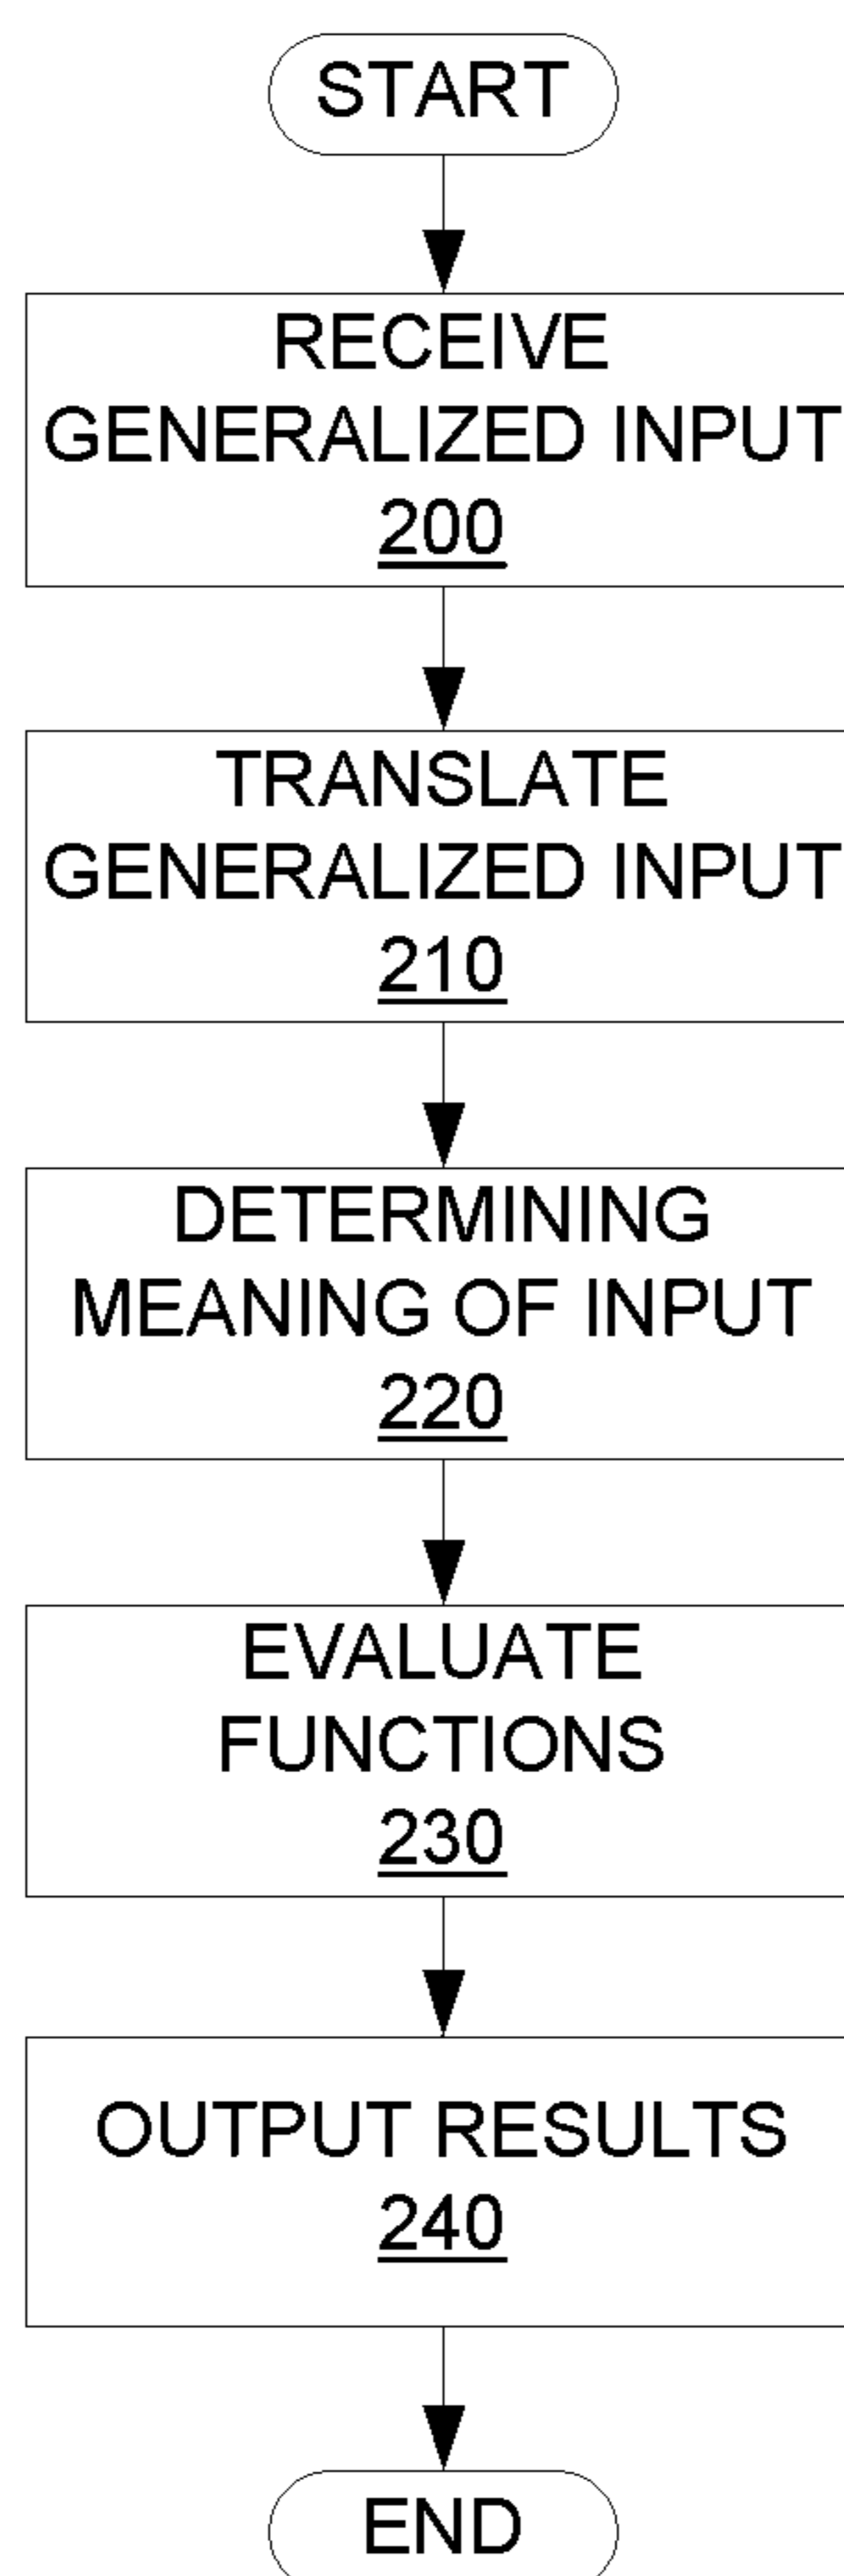 START
RECEIVE
GENERALIZED INPUT
200
TRANSLATE
GENERALIZED INPUT
210
DETERMINING
MEANING OF INPUT
220
EVALUATE
FUNCTIONS
230
OUTPUT RESULTS
240
END